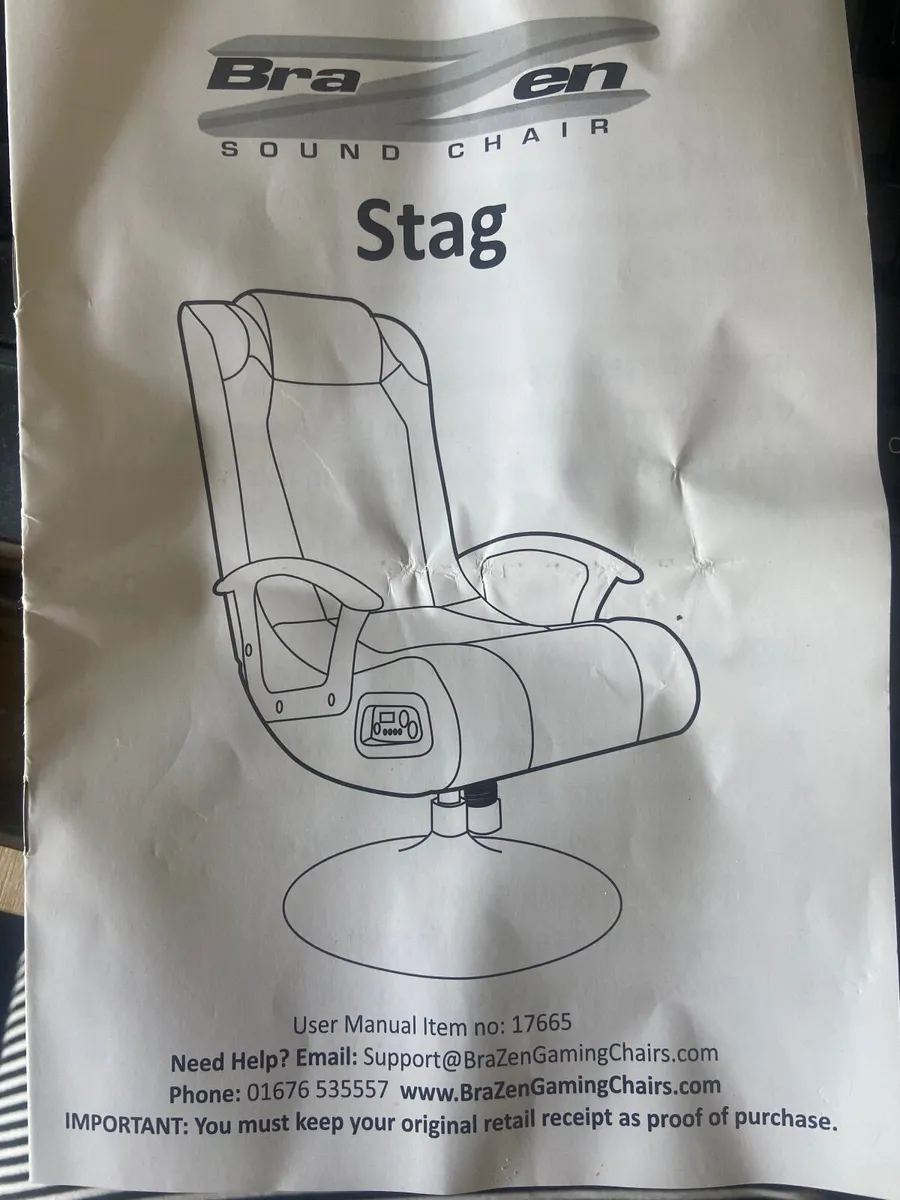 BraZen
SOUND CHAIR
Stag
User Manual Item no: 17665
Need Help? Email: Support@BraZenGamingChairs.com
Phone: 01676 535557 www.BraZenGamingChairs.com
IMPORTANT: You must keep your original retail receipt as proof of purchase.